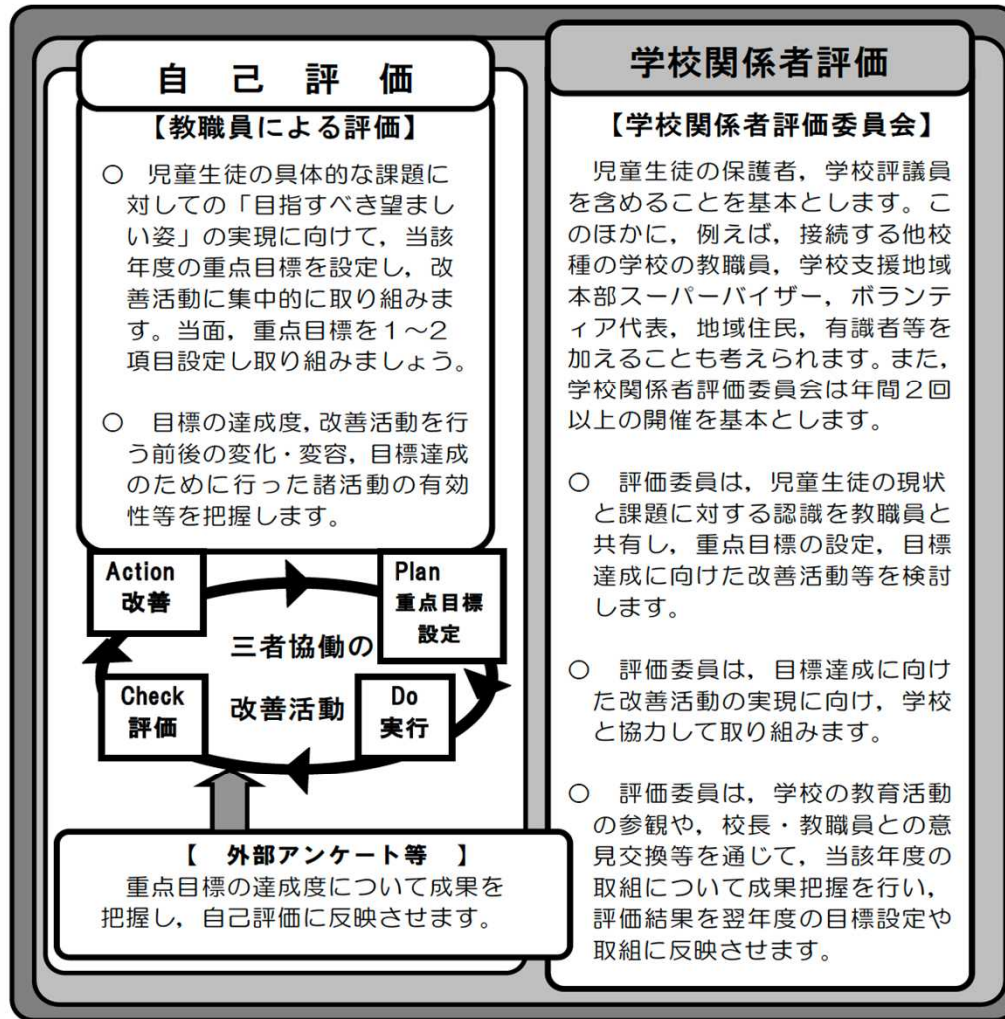 自己評価
【教職員による評価】
○　児童生徒の具体的な課題に
対しての「目指すべき望まし
い姿」の実現に向けて，当該
年度の重点目標を設定し，改
善活動に集中的に取り組みま
す。当面，重点目標を１～２
項目設定し取り組みましょう。
○　目標の達成度，改善活動を行
う前後の変化・変容，目標達成
のために行った諸活動の有効
性等を把握します。
Action
改善
Plan
重点目標
設定
三者協働の
改善活動
Check
評価
Do
実行
【　外部アンケート等　】
重点目標の達成度について成果を
把握し，自己評価に反映させます。
学校関係者評価
【学校関係者評価委員会】
児童生徒の保護者，学校評議員
を含めることを基本とします。こ
のほかに，例えば，接続する他校
種の学校の教職員，学校支援地域
本部スーパーバイザー，ボランテ
ィア代表，地域住民，有識者等を
加えることも考えられます。また，
学校関係者評価委員会は年間２回
以上の開催を基本とします。
○　評価委員は，児童生徒の現状
と課題に対する認識を教職員と
共有し，重点目標の設定，目標
達成に向けた改善活動等を検討
します。
○　評価委員は，目標達成に向け
た改善活動の実現に向け，学校
と協力して取り組みます。
○　評価委員は，学校の教育活動
の参観や，校長・教職員との意
見交換等を通じて，当該年度の
取組について成果把握を行い，
評価結果を翌年度の目標設定や
取組に反映させます。